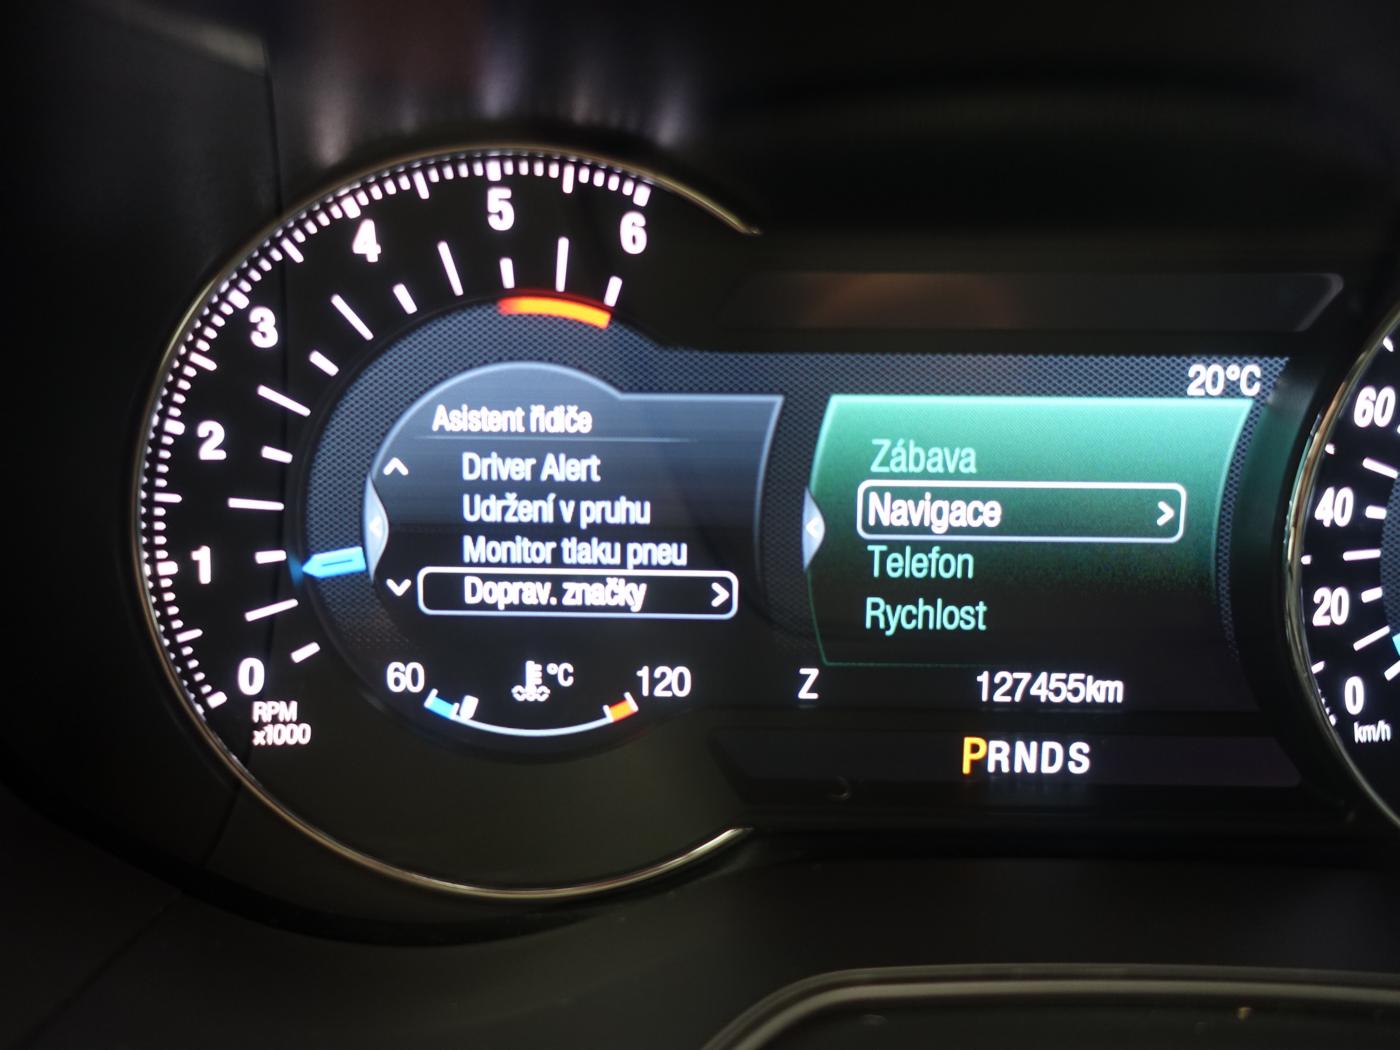 6
5
4
3
2
1
0
RPM
x1000
Asistent řidiče
Driver Alert
Udržení v pruhu
Monitor tlaku pneu
Doprav. značky >
60 °C 120
20°C
Zábava
Navigace >
Telefon
Rychlost
Z 127455km
PRNDS
60
40
20
0
km/h